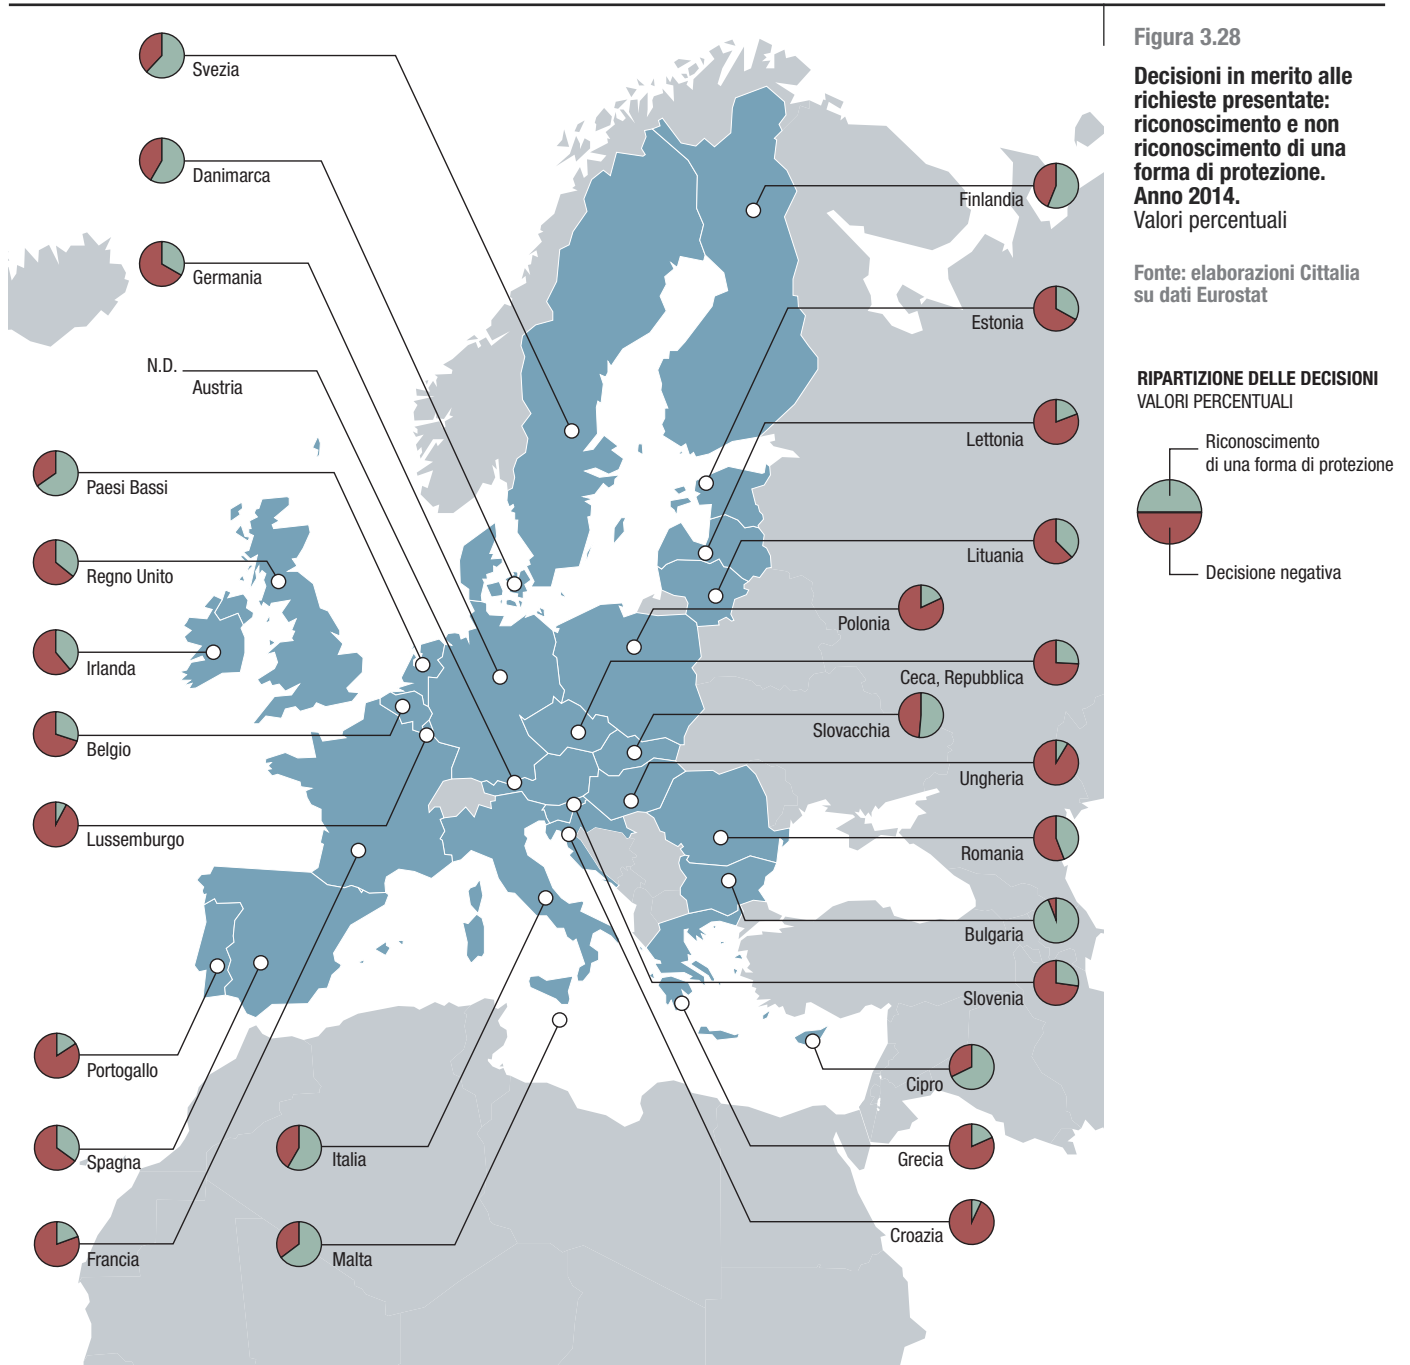 Figura 3.28
Decisioni in merito alle
richieste presentate:
riconoscimento e non
riconoscimento di una
forma di protezione.
Anno 2014.
Valori percentuali
Fonte: elaborazioni Cittalia
su dati Eurostat
RIPARTIZIONE DELLE DECISIONI
VALORI PERCENTUALI
Riconoscimento
di una forma di protezione
Decisione negativa
Svezia
Danimarca
Germania
N.D.
Austria
Paesi Bassi
Regno Unito
Irlanda
Belgio
Lussemburgo
Portogallo
Spagna
Francia
Italia
Malta
Finlandia
Estonia
Lettonia
Lituania
Polonia
Ceca, Repubblica
Slovacchia
Ungheria
Romania
Bulgaria
Slovenia
Cipro
Grecia
Croazia